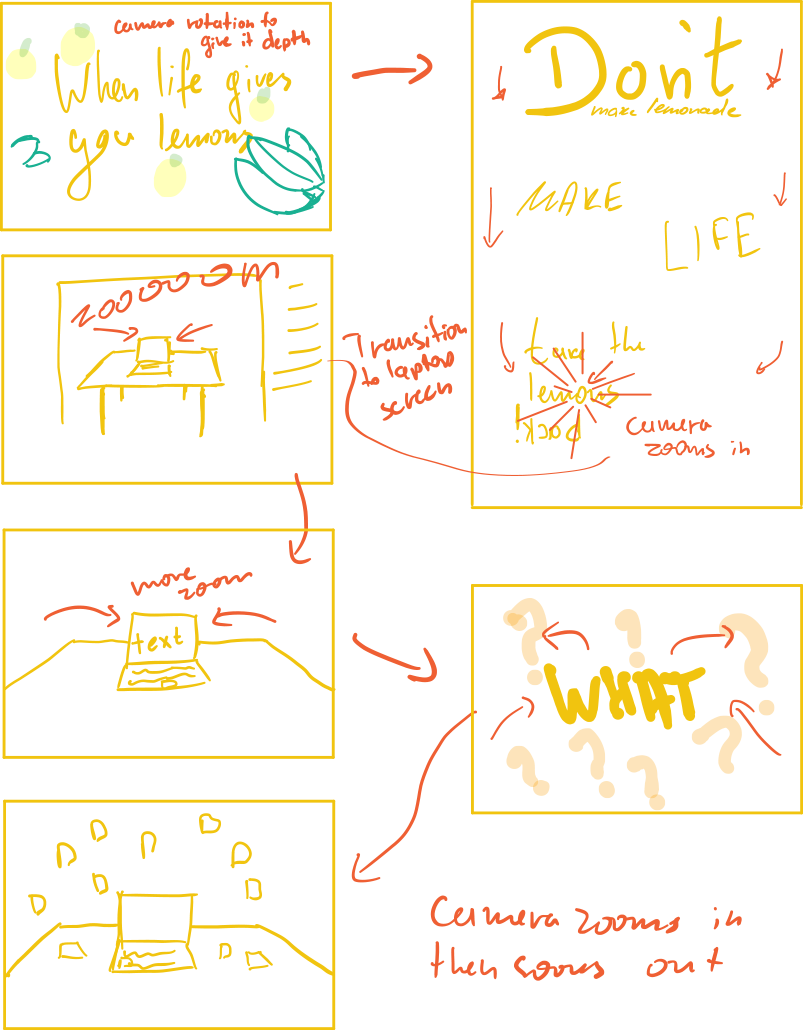 camera rotation to
give it depth
When life gives
you lemons
Don't
make lemonade
MAKE
LIFE
take the
lemons
back!
camera
zooms in
zoooooom
Transition
to laptop
screen
more
zoom
text
WHAT
? ? ?
? ? ? ?
Camera zooms in
then zooms out